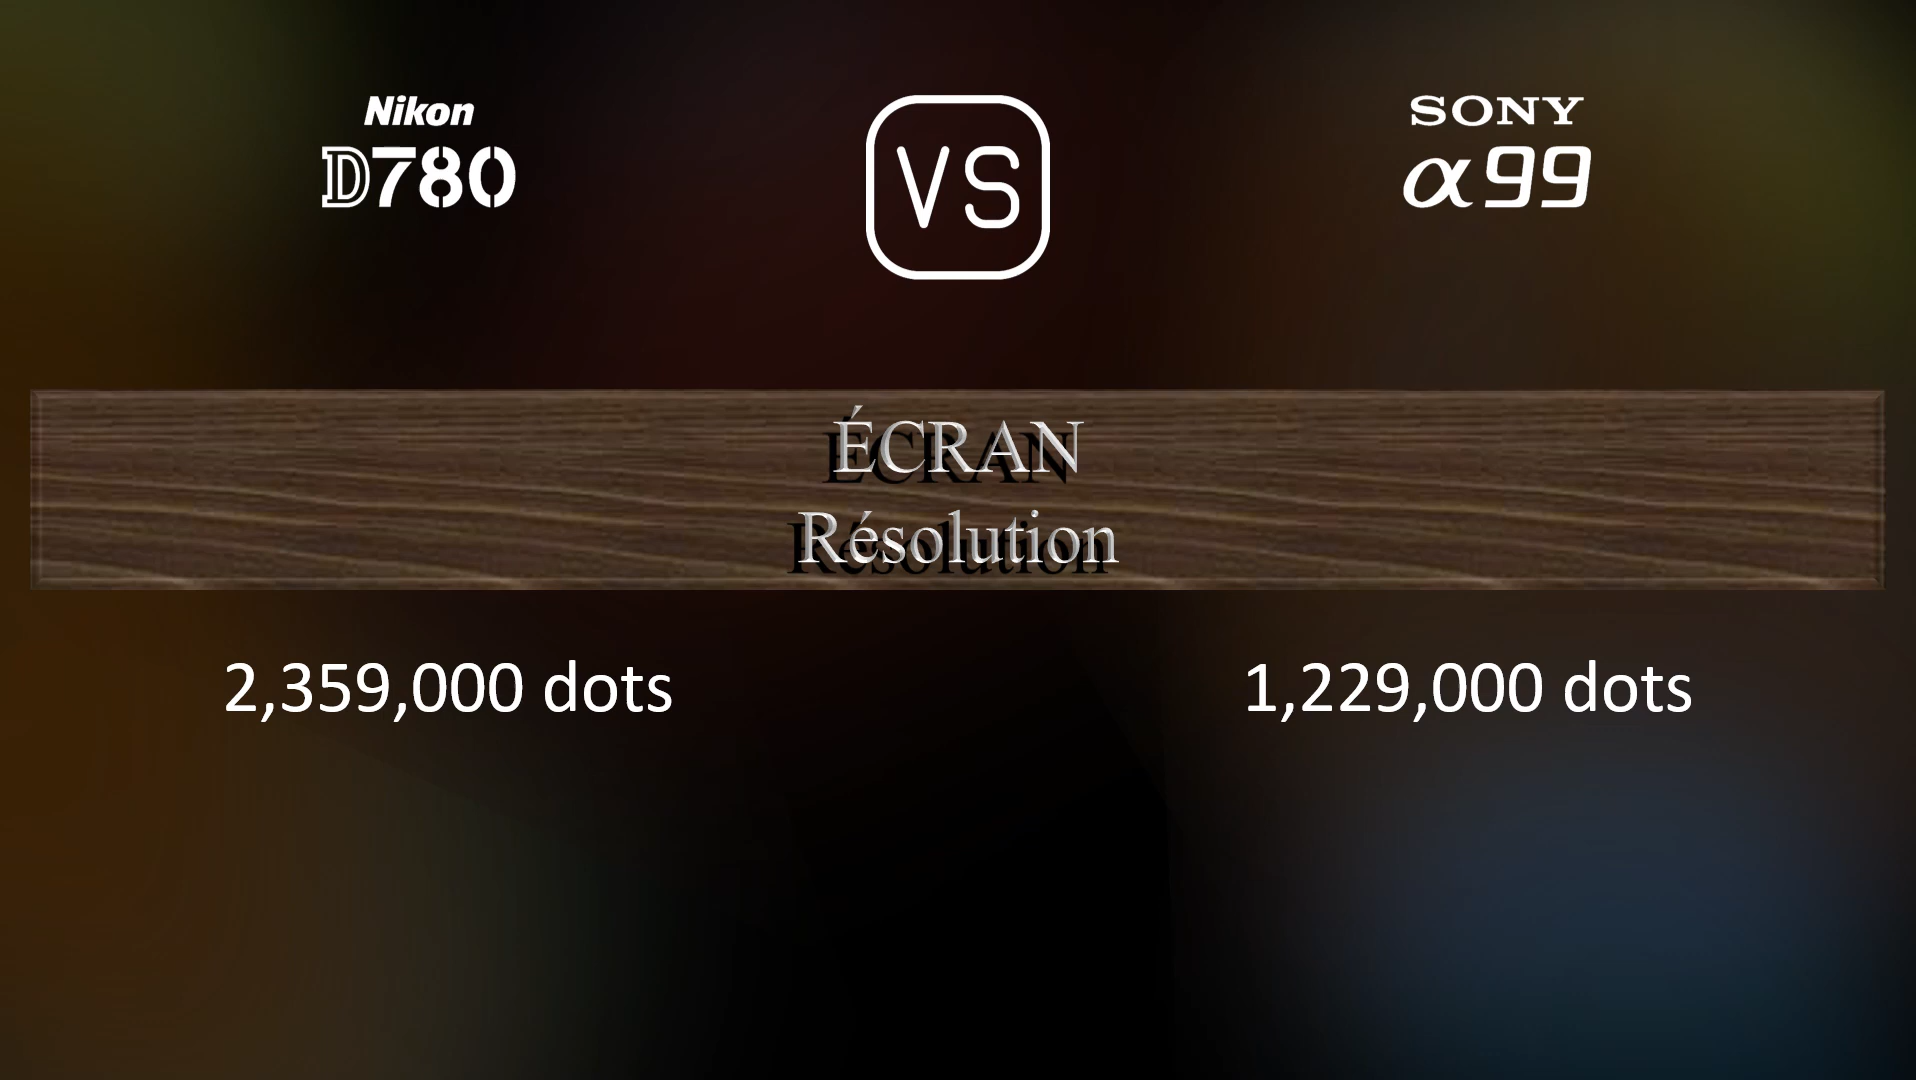 Nikon
D780
VS
SONY
α99
ÉCRAN
Résolution
2,359,000 dots
1,229,000 dots